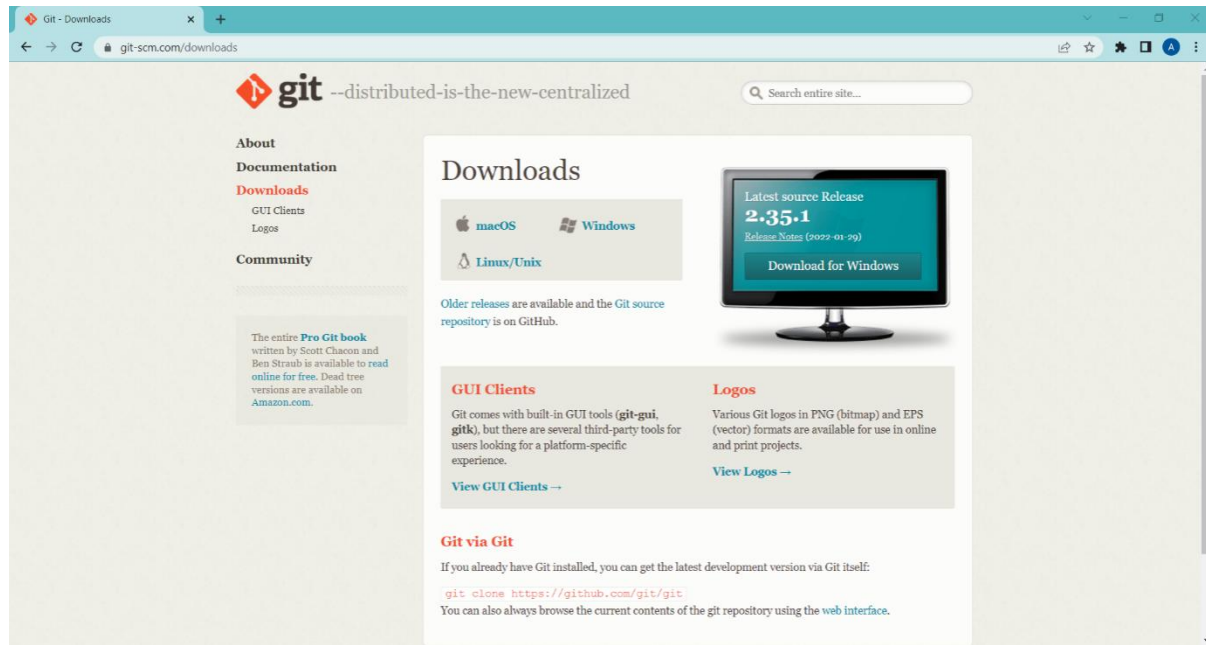 Git - Downloads
git-scm.com/downloads
A
git --distributed-is-the-new-centralized
Search entire site...
About
Documentation
Downloads
GUI Clients
Logos
Community
The entire Pro Git book
written by Scott Chacon and
Ben Straub is available to read
online for free. Dead tree
versions are available on
Amazon.com.
Downloads
macOS
Windows
Linux/Unix
Older releases are available and the Git source
repository is on GitHub.
Latest source Release
2.35.1
Release Notes (2022-01-29)
Download for Windows
GUI Clients
Git comes with built-in GUI tools (git-gui,
gitk), but there are several third-party tools for
users looking for a platform-specific
experience.
View GUI Clients →
Logos
Various Git logos in PNG (bitmap) and EPS
(vector) formats are available for use in online
and print projects.
View Logos →
Git via Git
If you already have Git installed, you can get the latest development version via Git itself:
git clone https://github.com/git/git
You can also always browse the current contents of the git repository using the web interface.